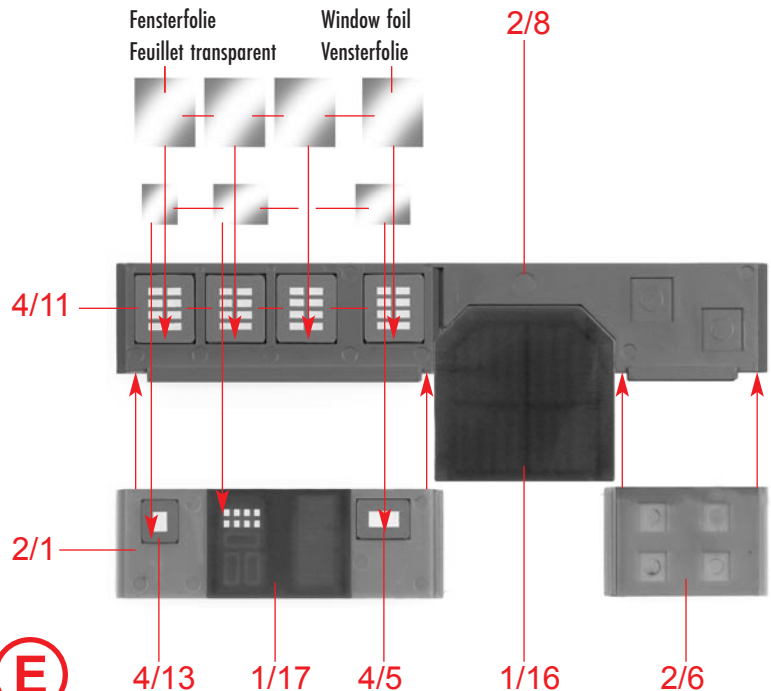 Fensterfolie
Feuillet transparent
Window foil
Vensterfolie
2/8
4/11
2/1
E
4/13
1/17
4/5
1/16
2/6